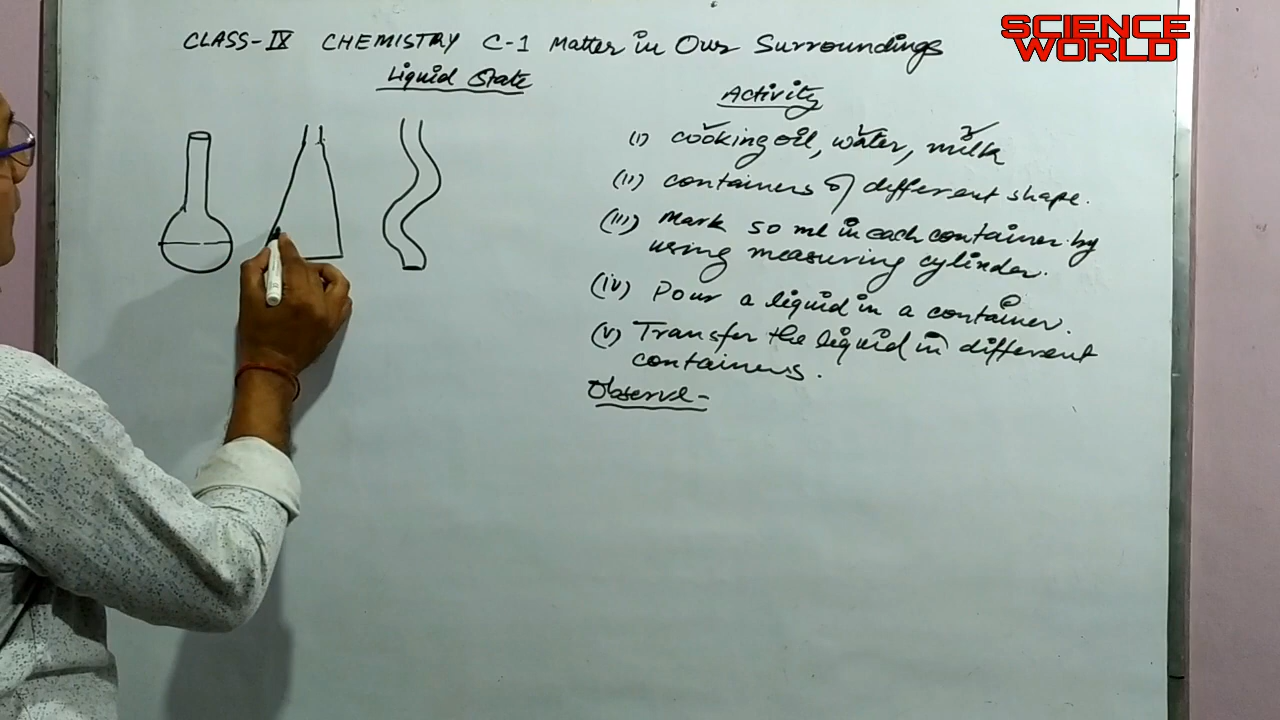 CLASS-IX CHEMISTRY C-1 Matter in Our Surroundings
Liquid State
SCIENCE
WORLD
Activity
(i) cooking oil, water, milk
(ii) containers of different shape.
(iii) Mark 50 ml in each container by
using measuring cylinder.
(iv) Pour a liquid in a container.
(v) Transfer the liquid in different
containers.
Observe -